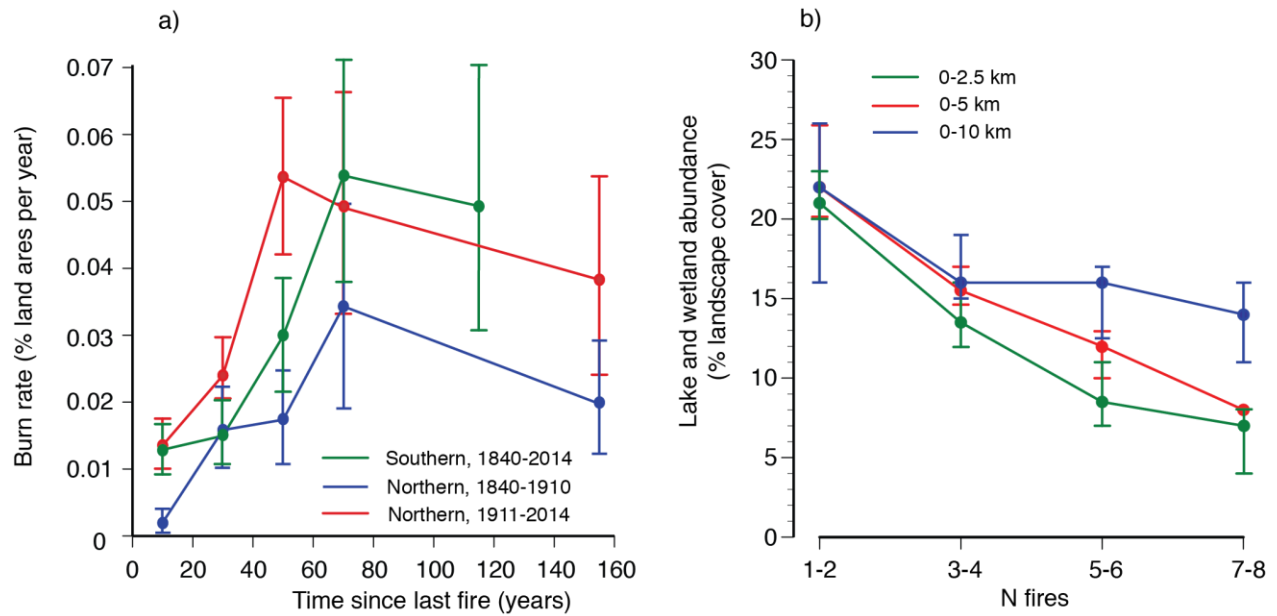 a)
Burn rate (% land ares per year)
0.07
0.06
0.05
0.04
0.03
0.02
0.01
0
Southern, 1840-2014
Northern, 1840-1910
Northern, 1911-2014
0 20 40 60 80 100 120 140 160
Time since last fire (years)
b)
Lake and wetland abundance
(% landscape cover)
30
25
20
15
10
5
0
0-2.5 km
0-5 km
0-10 km
1-2 3-4 5-6 7-8
N fires